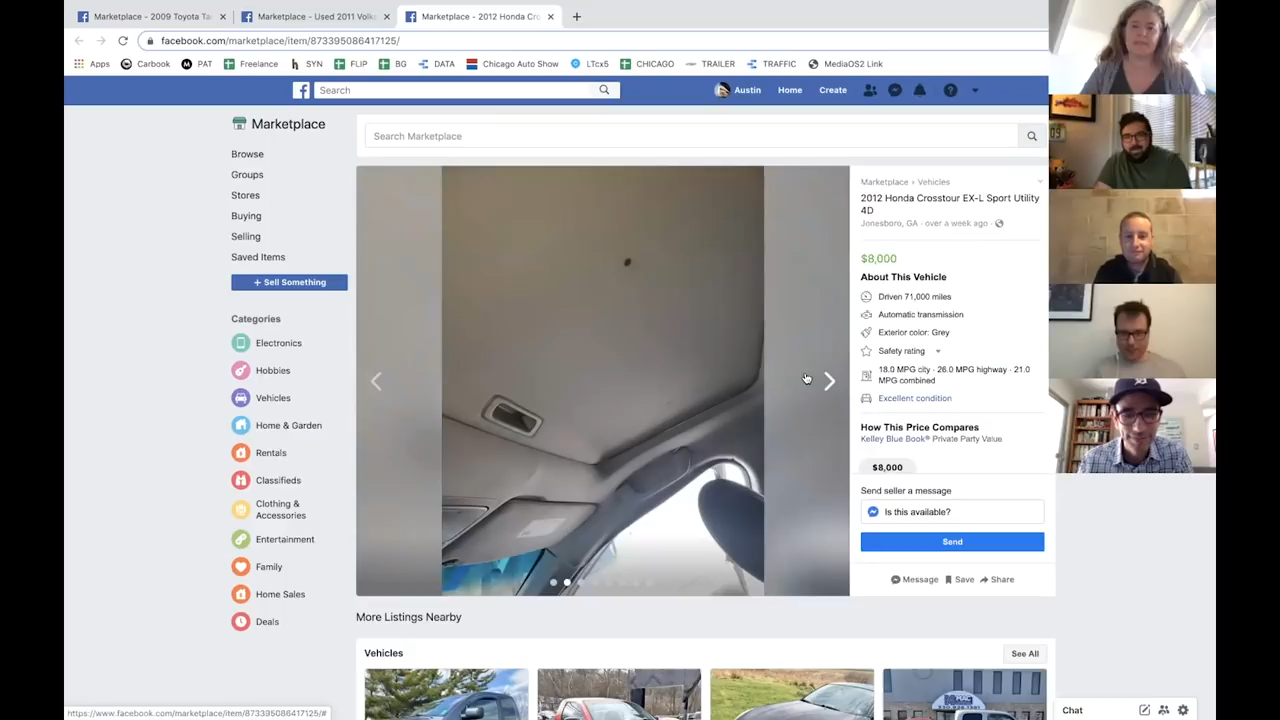 Marketplace - 2009 Toyota Ta
Marketplace - Used 2011 Volk
Marketplace - 2012 Honda Cro
facebook.com/marketplace/item/873395086417125/
Apps Carbook PAT Freelance SYN FLIP BG DATA Chicago Auto Show LTcx5 CHICAGO TRAILER TRAFFIC MediaOS2 Link
Search
Austin Home Create
Marketplace
Browse
Groups
Stores
Buying
Selling
Saved Items
+ Sell Something
Categories
Electronics
Hobbies
Vehicles
Home & Garden
Rentals
Classifieds
Clothing &
Accessories
Entertainment
Family
Home Sales
Deals
Search Marketplace
Marketplace › Vehicles
2012 Honda Crosstour EX-L Sport Utility
4D
Jonesboro, GA · over a week ago ·
$8,000
About This Vehicle
Driven 71,000 miles
Automatic transmission
Exterior color: Grey
Safety rating
18.0 MPG city · 26.0 MPG highway · 21.0
MPG combined
Excellent condition
How This Price Compares
Kelley Blue Book® Private Party Value
$8,000
Send seller a message
Is this available?
Send
Message Save Share
More Listings Nearby
Vehicles
See All
https://www.facebook.com/marketplace/item/873395086417125/#
Chat